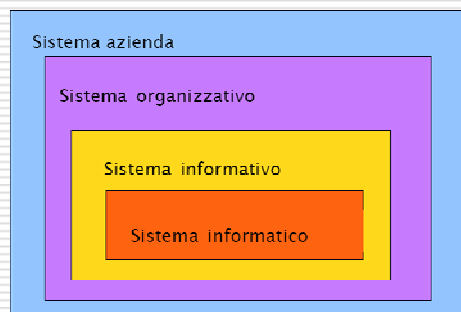 Sistema azienda
Sistema organizzativo
Sistema informativo
Sistema informatico